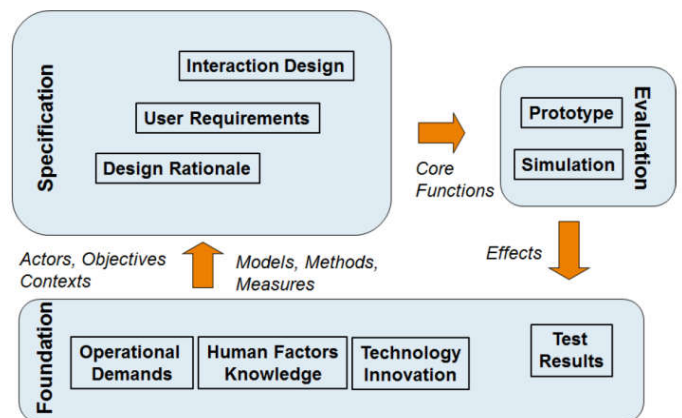 Specification
Interaction Design
User Requirements
Design Rationale
Core
Functions
Evaluation
Prototype
Simulation
Actors, Objectives
Contexts
Models, Methods,
Measures
Effects
Foundation
Operational
Demands
Human Factors
Knowledge
Technology
Innovation
Test
Results